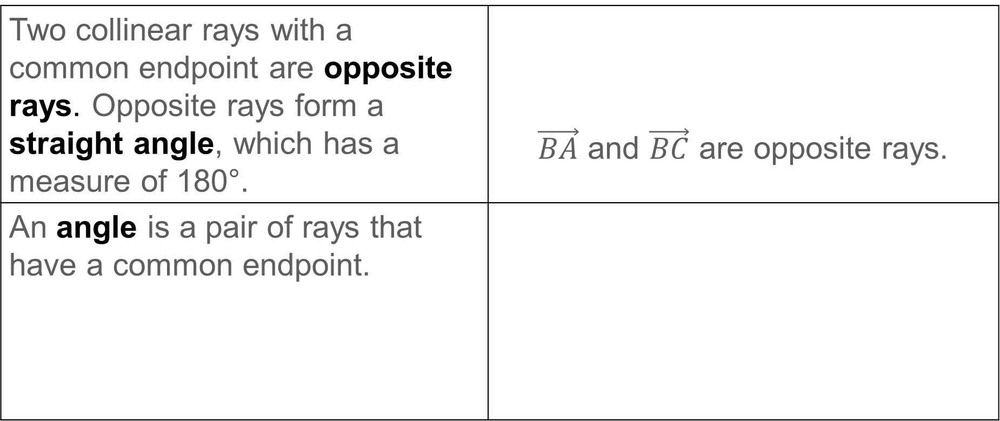 Two collinear rays with a
common endpoint are opposite
rays. Opposite rays form a
straight angle, which has a
measure of 180°.
$\overrightarrow{BA}$ and $\overrightarrow{BC}$ are opposite rays.
An angle is a pair of rays that
have a common endpoint.